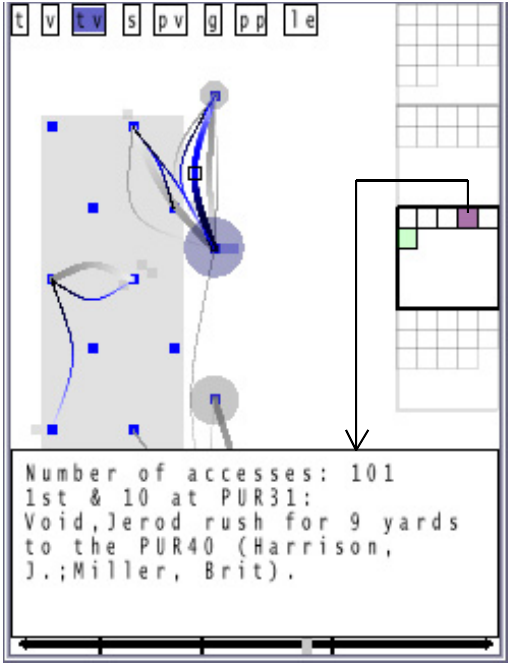 t v tv s pv g pp le
Number of accesses: 101
1st & 10 at PUR31:
Void,Jerod rush for 9 yards
to the PUR40 (Harrison,
J.;Miller, Brit).